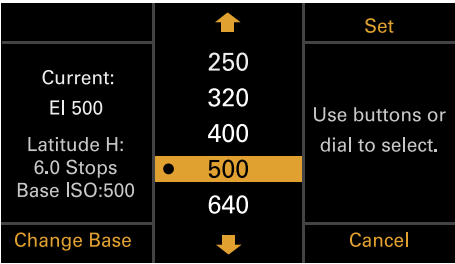 Current:
EI 500
Latitude H:
6.0 Stops
Base ISO:500
Change Base
250
320
400
500
640
Set
Use buttons or
dial to select.
Cancel